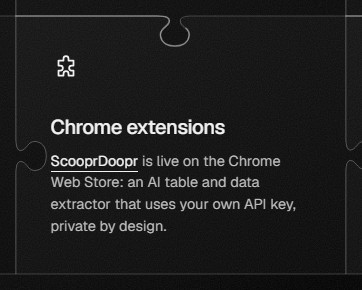 Chrome extensions
ScooprDoopr is live on the Chrome
Web Store: an AI table and data
extractor that uses your own API key,
private by design.